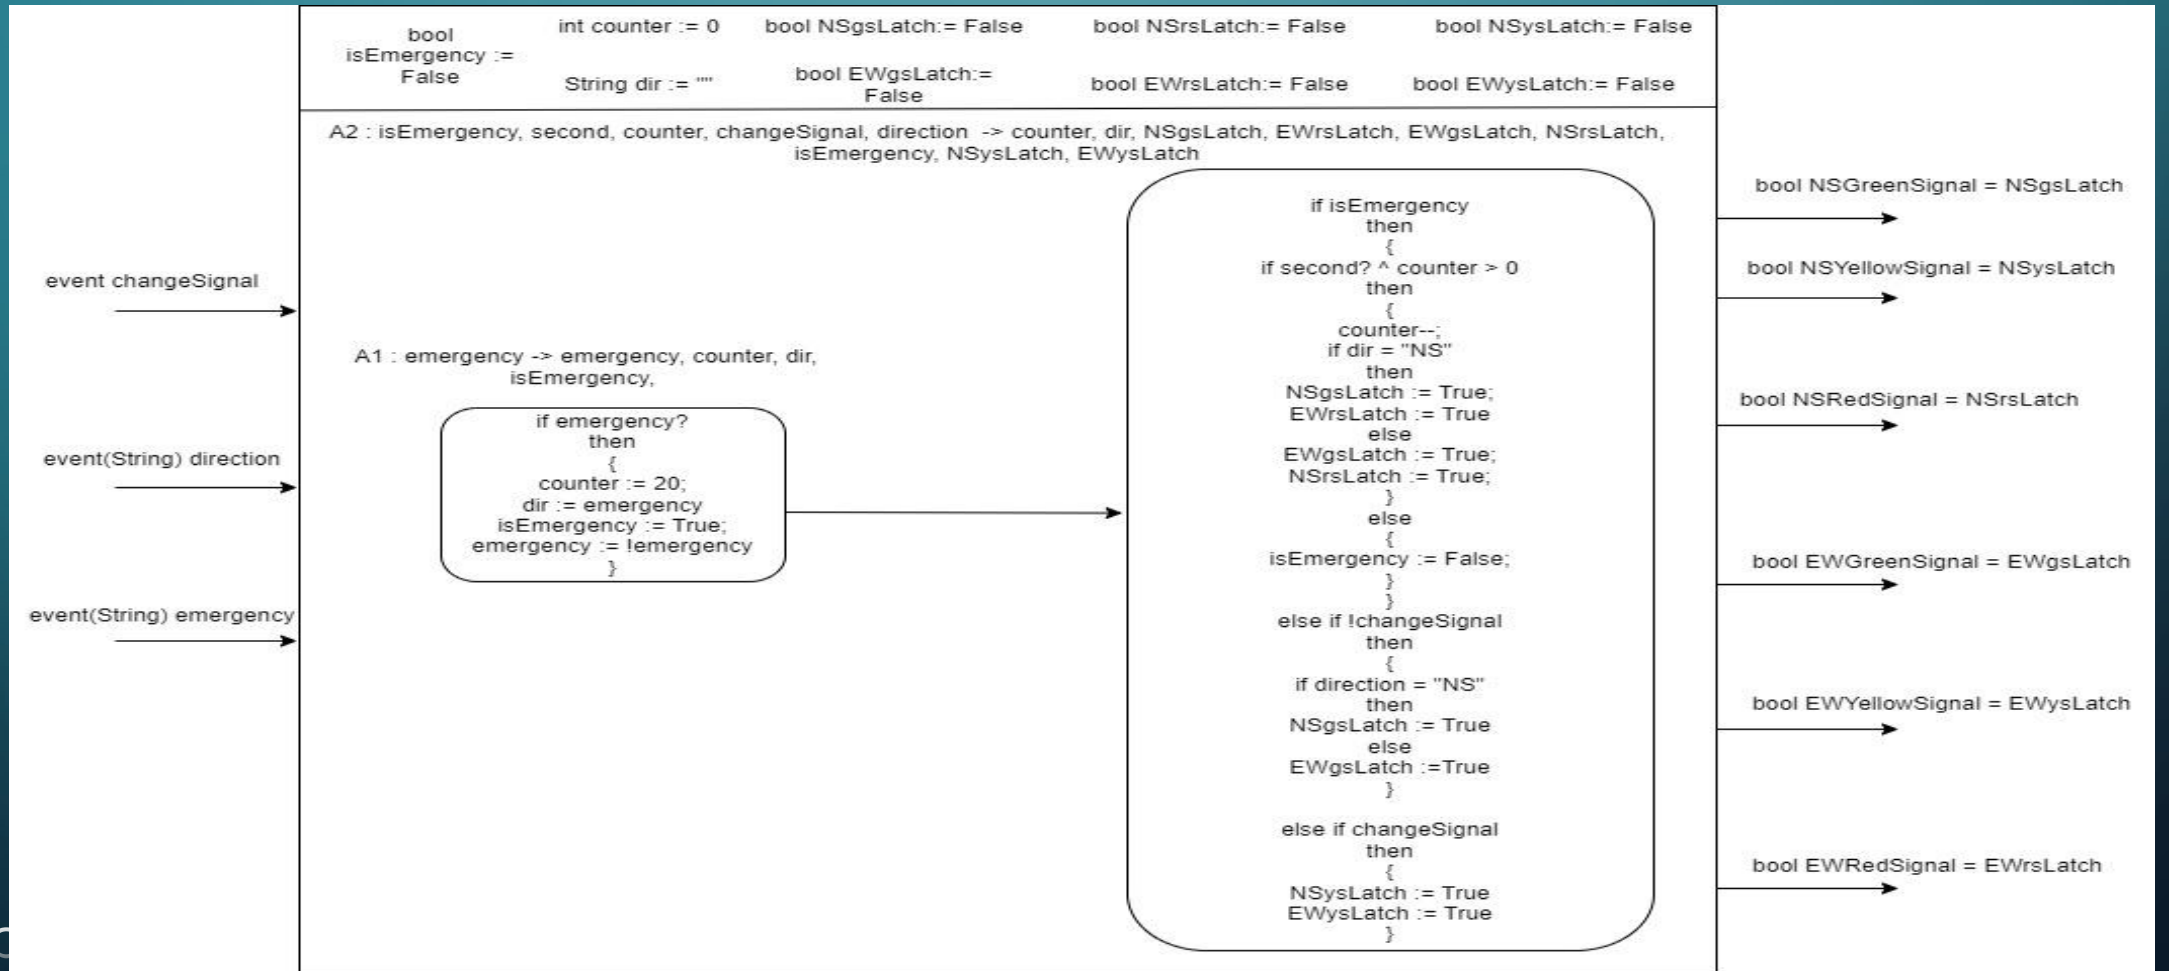 bool
isEmergency :=
False
int counter := 0
String dir := ""
bool NSgsLatch:= False
bool EWgsLatch:=
False
bool NSrsLatch:= False
bool EWrsLatch:= False
bool NSysLatch:= False
bool EWysLatch:= False
A2 : isEmergency, second, counter, changeSignal, direction -> counter, dir, NSgsLatch, EWrsLatch, EWgsLatch, NSrsLatch,
isEmergency, NSysLatch, EWysLatch
event changeSignal
event(String) direction
event(String) emergency
A1 : emergency -> emergency, counter, dir,
isEmergency,
if emergency?
then
{
counter := 20;
dir := emergency
isEmergency := True;
emergency := !emergency
}
if isEmergency
then
{
if second? ^ counter > 0
then
{
counter--;
if dir = "NS"
then
NSgsLatch := True;
EWrsLatch := True
else
EWgsLatch := True;
NSrsLatch := True;
}
else
{
isEmergency := False;
}
}
else if !changeSignal
then
{
if direction = "NS"
then
NSgsLatch := True
else
EWgsLatch :=True
}
else if changeSignal
then
{
NSysLatch := True
EWysLatch := True
}
bool NSGreenSignal = NSgsLatch
bool NSYellowSignal = NSysLatch
bool NSRedSignal = NSrsLatch
bool EWGreenSignal = EWgsLatch
bool EWYellowSignal = EWysLatch
bool EWRedSignal = EWrsLatch